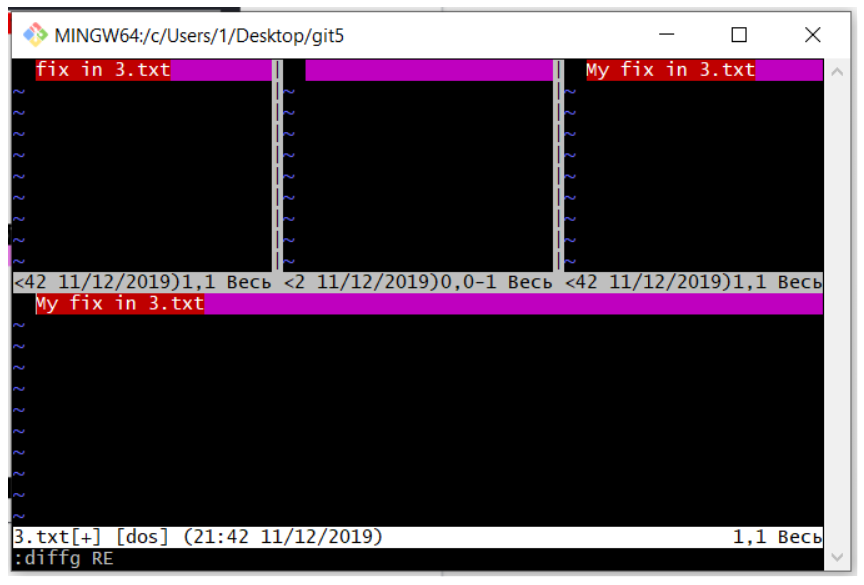 MINGW64:/c/Users/1/Desktop/git5
fix in 3.txt
My fix in 3.txt
~ ~ ~
~ ~ ~
~ ~ ~
~ ~ ~
~ ~ ~
~ ~ ~
~ ~ ~
~ ~ ~
~ ~ ~
<42 11/12/2019)1,1 Весь <2 11/12/2019)0,0-1 Весь <42 11/12/2019)1,1 Весь
My fix in 3.txt
~
~
~
~
~
~
~
~
~
~
3.txt[+] [dos] (21:42 11/12/2019) 1,1 Весь
:diffg RE